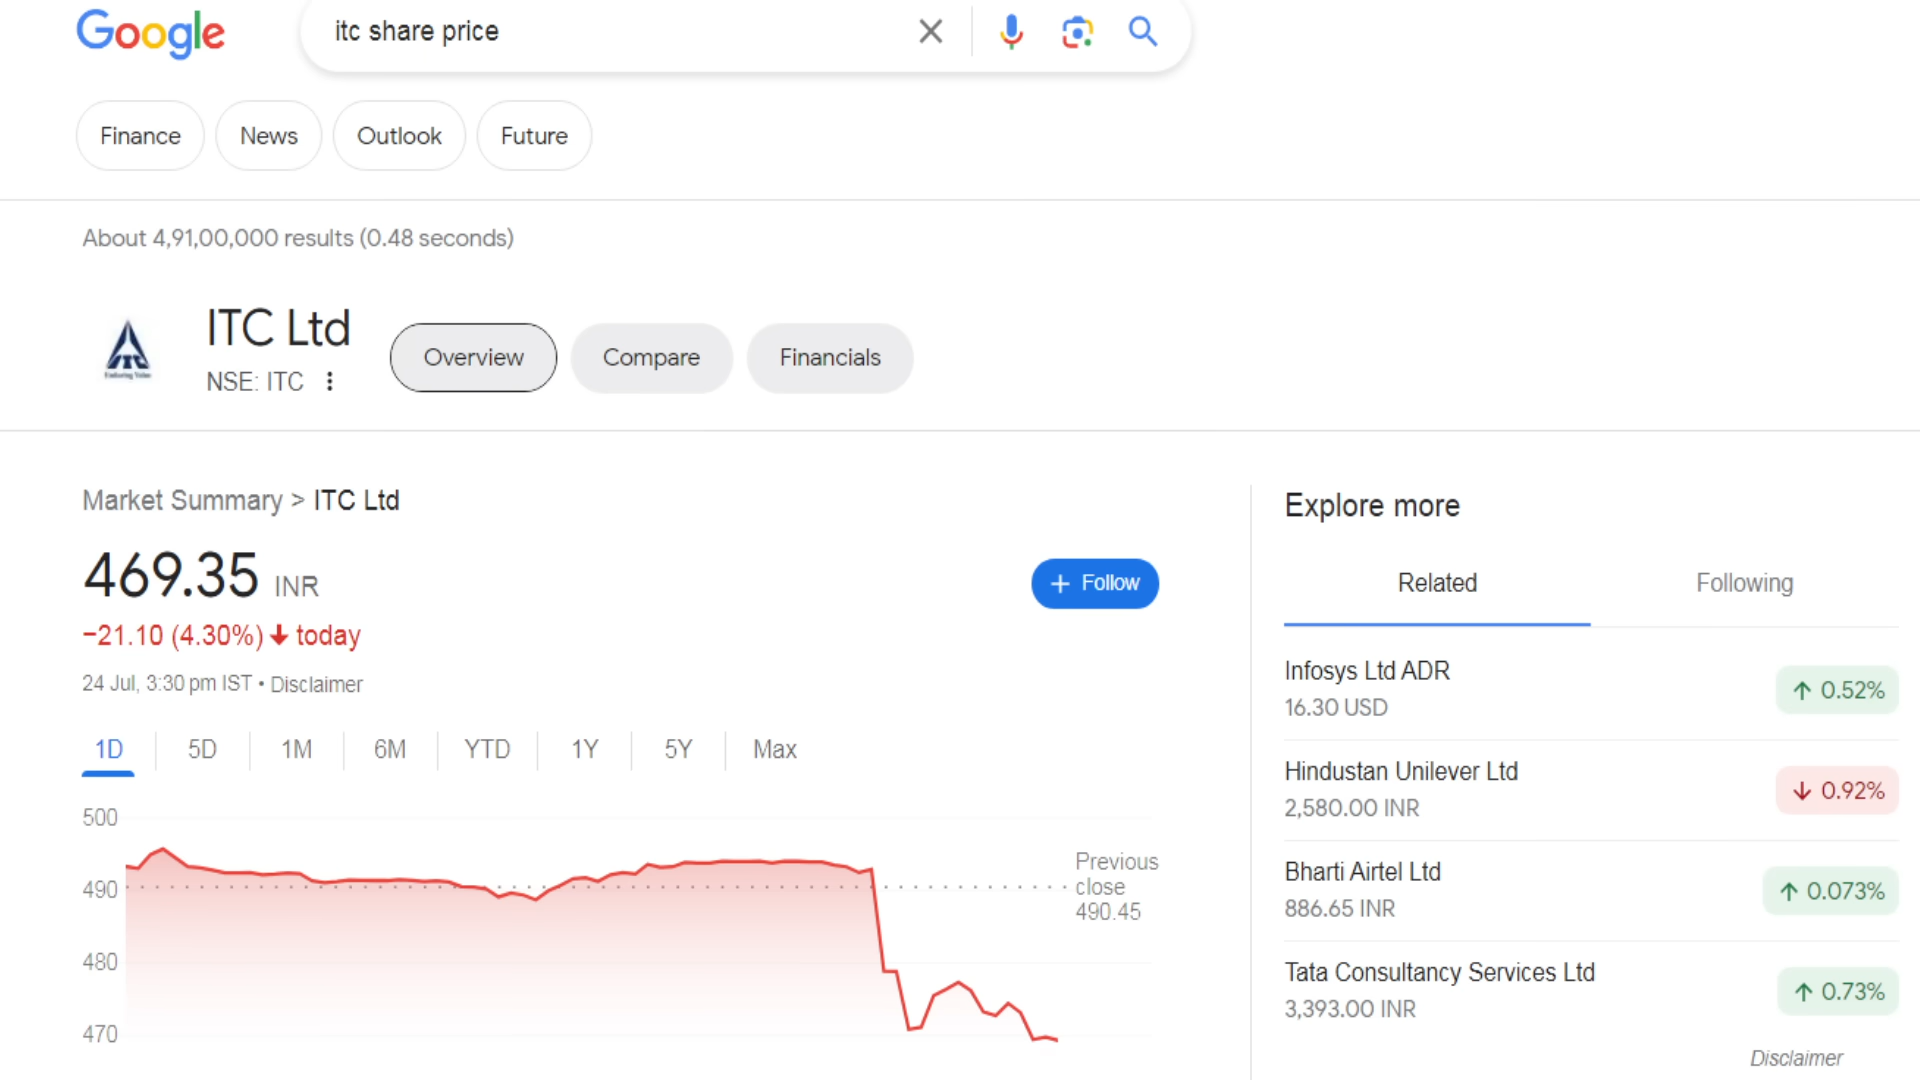 Google
itc share price
Finance
News
Outlook
Future
About 4,91,00,000 results (0.48 seconds)
ITC
Enduring Value
ITC Ltd
NSE: ITC
Overview
Compare
Financials
Market Summary > ITC Ltd
469.35 INR
−21.10 (4.30%) today
24 Jul, 3:30 pm IST • Disclaimer
+ Follow
1D
5D
1M
6M
YTD
1Y
5Y
Max
500
490
480
470
Previous
close
490.45
Explore more
Related
Following
Infosys Ltd ADR
16.30 USD
0.52%
Hindustan Unilever Ltd
2,580.00 INR
0.92%
Bharti Airtel Ltd
886.65 INR
0.073%
Tata Consultancy Services Ltd
3,393.00 INR
0.73%
Disclaimer